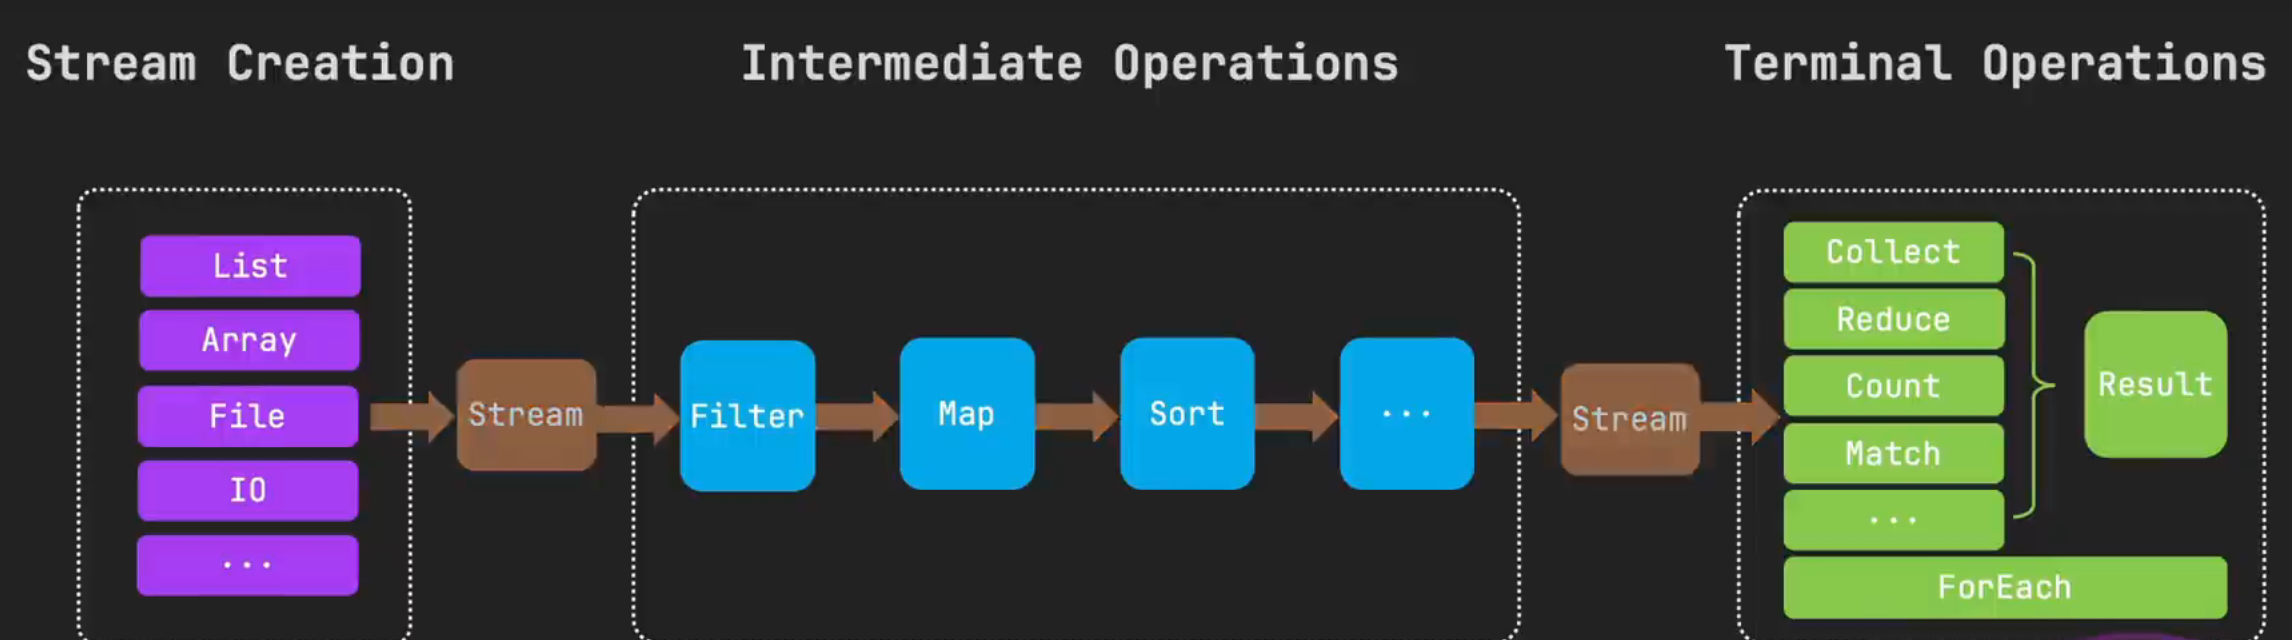 Stream Creation
Intermediate Operations
Terminal Operations
List
Array
File
IO
...
Stream
Filter
Map
Sort
...
Stream
Collect
Reduce
Count
Match
...
ForEach
Result